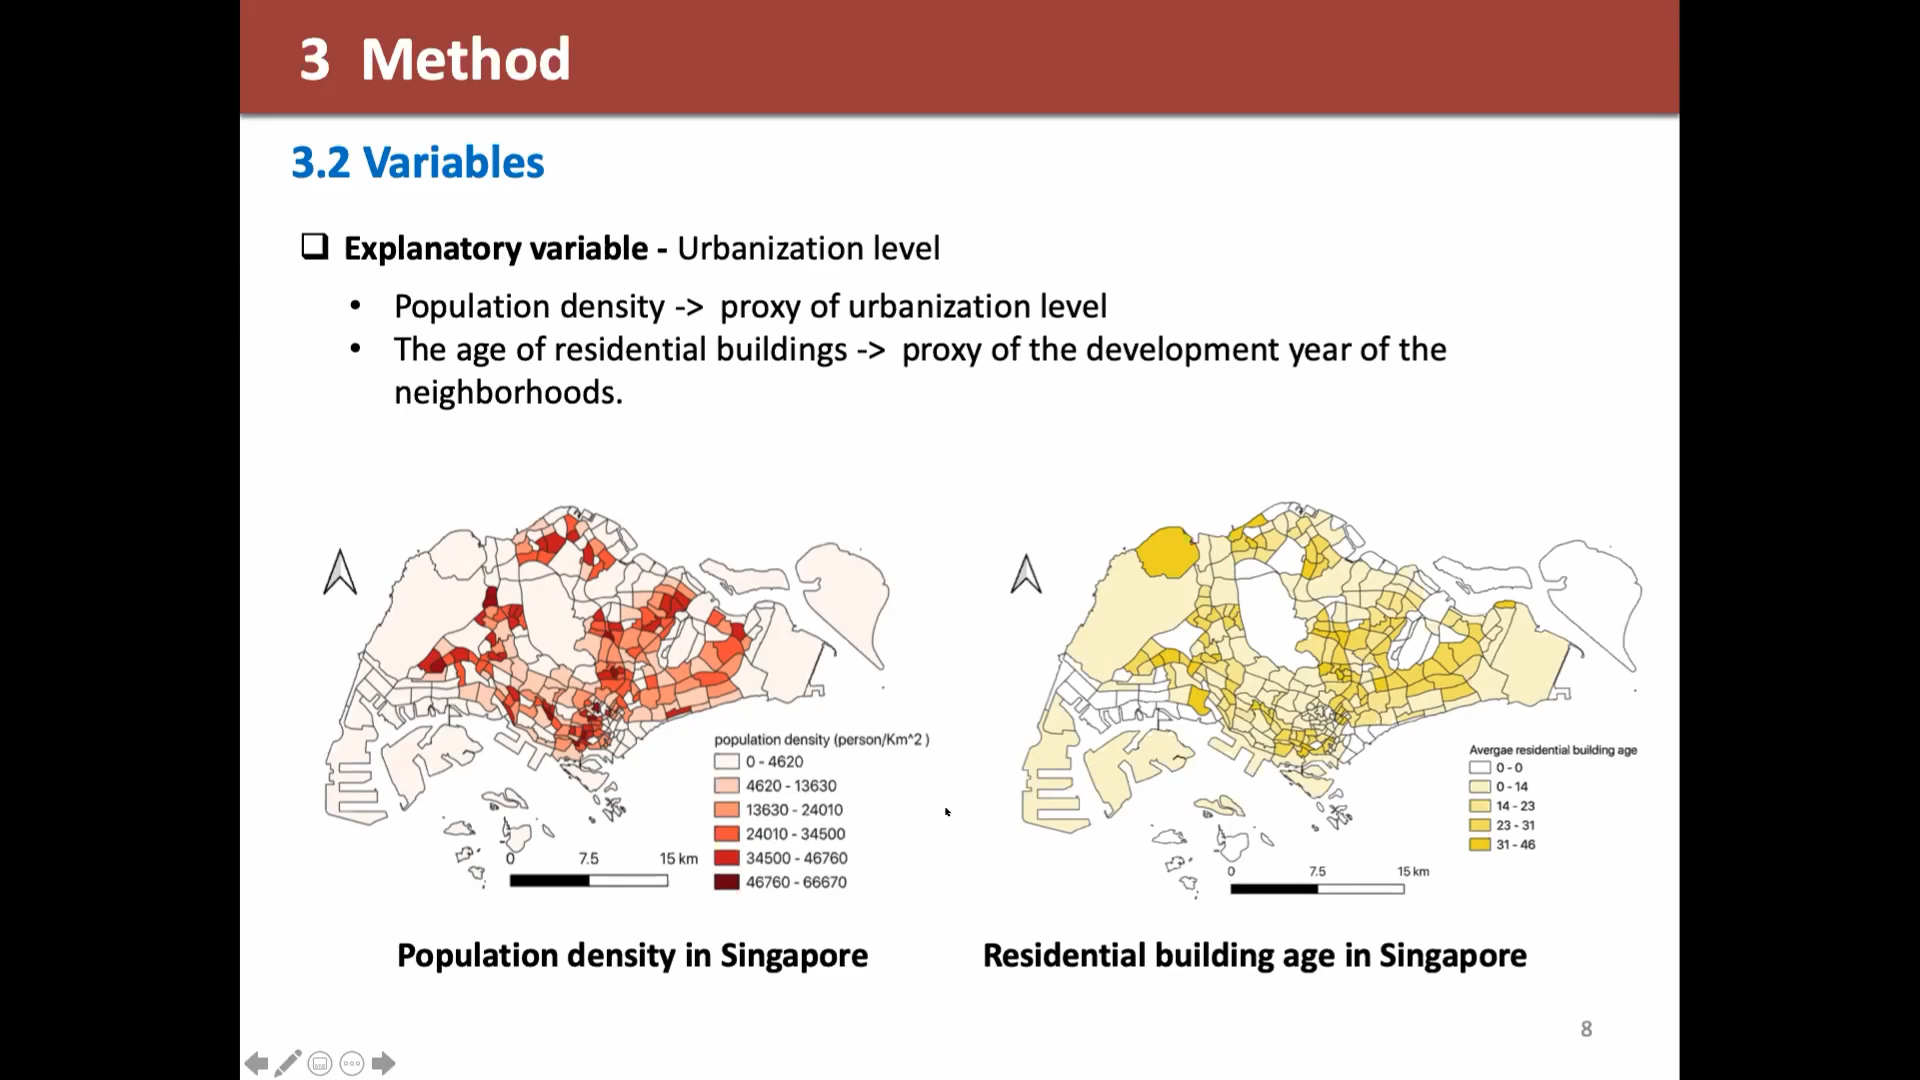 3 Method
3.2 Variables
Explanatory variable - Urbanization level
• Population density -> proxy of urbanization level
• The age of residential buildings -> proxy of the development year of the
neighborhoods.
population density (person/Km^2 )
0 - 4620
4620 - 13630
13630 - 24010
24010 - 34500
34500 - 46760
46760 - 66670
0 7.5 15 km
Avergae residential building age
0 - 0
0 - 14
14 - 23
23 - 31
31 - 46
0 7.5 15 km
Population density in Singapore
Residential building age in Singapore
8